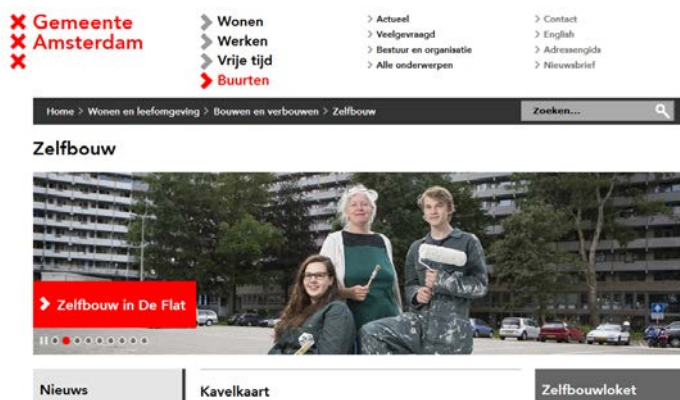 Gemeente
Amsterdam
Wonen
Werken
Vrije tijd
Buurten
> Actueel
> Veelgevraagd
> Bestuur en organisatie
> Alle onderwerpen
> Contact
> English
> Adressengids
> Nieuwsbrief
Home > Wonen en leefomgeving > Bouwen en verbouwen > Zelfbouw
Zoeken...
Zelfbouw
Zelfbouw in De Flat
Nieuws
Kavelkaart
Zelfbouwloket